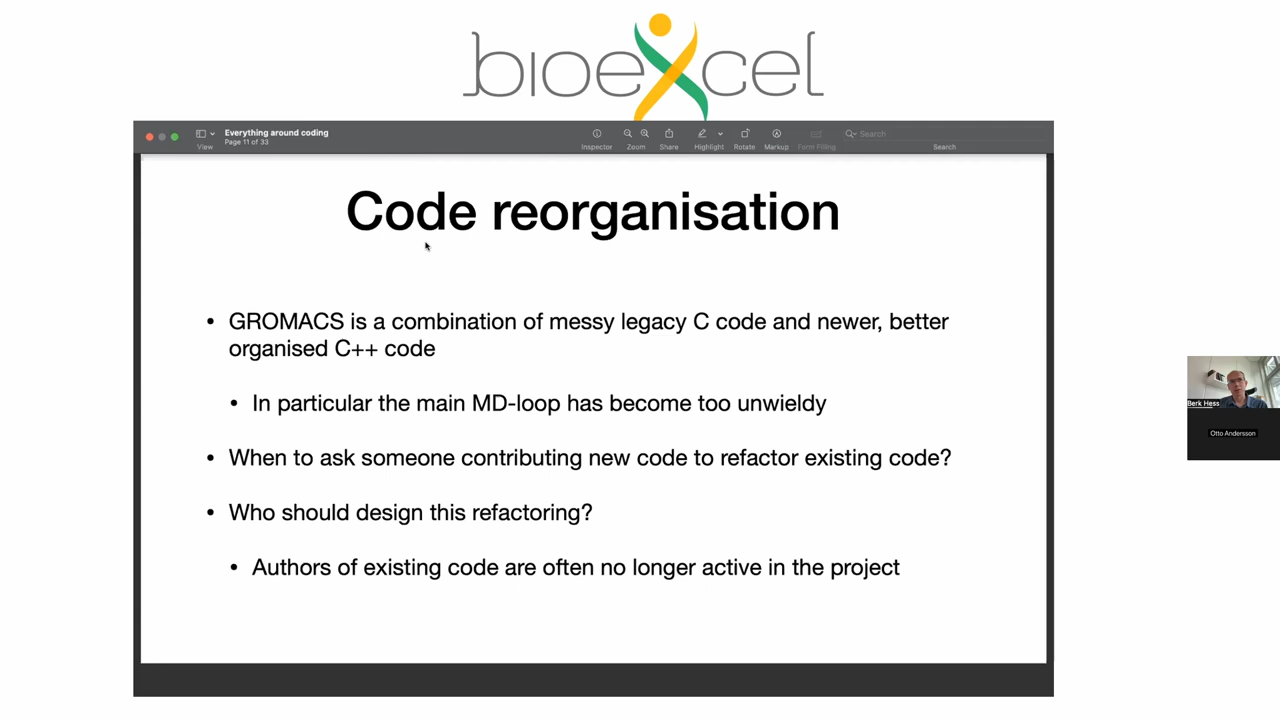 bioexcel
Everything around coding
Page 11 of 33
View
Inspector
Zoom
Share
Highlight
Rotate
Markup
Form Filling
Search
Search
Code reorganisation
• GROMACS is a combination of messy legacy C code and newer, better
organised C++ code
• In particular the main MD-loop has become too unwieldy
• When to ask someone contributing new code to refactor existing code?
• Who should design this refactoring?
• Authors of existing code are often no longer active in the project
Berk Hess
Otto Andersson